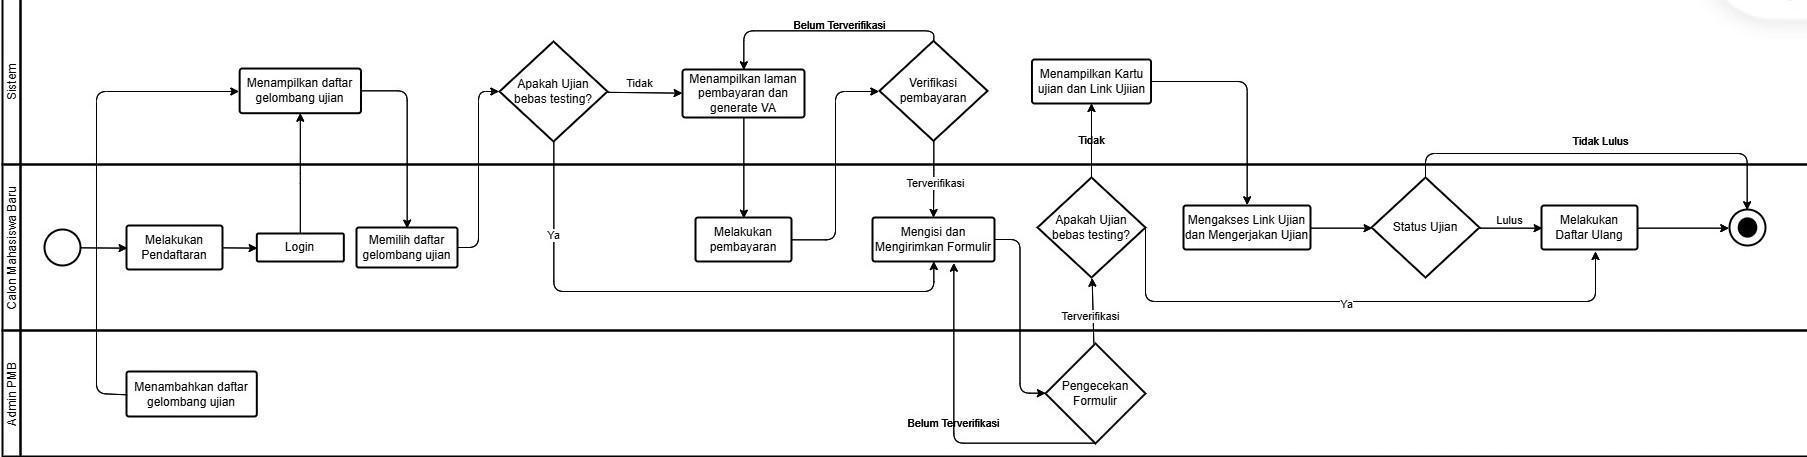 Sistem
Belum Terverifikasi
Menampilkan daftar
gelombang ujian
Apakah Ujian
bebas testing?
Tidak
Menampilkan laman
pembayaran dan
generate VA
Verifikasi
pembayaran
Menampilkan Kartu
ujian dan Link Ujiian
Tidak
Tidak Lulus
Calon Mahasiswa Baru
Melakukan
Pendaftaran
Login
Memilih daftar
gelombang ujian
Ya
Melakukan
pembayaran
Terverifikasi
Mengisi dan
Mengirimkan Formulir
Apakah Ujian
bebas testing?
Mengakses Link Ujian
dan Mengerjakan Ujian
Status Ujian
Lulus
Melakukan
Daftar Ulang
Ya
Terverifikasi
Admin PMB
Menambahkan daftar
gelombang ujian
Pengecekan
Formulir
Belum Terverifikasi